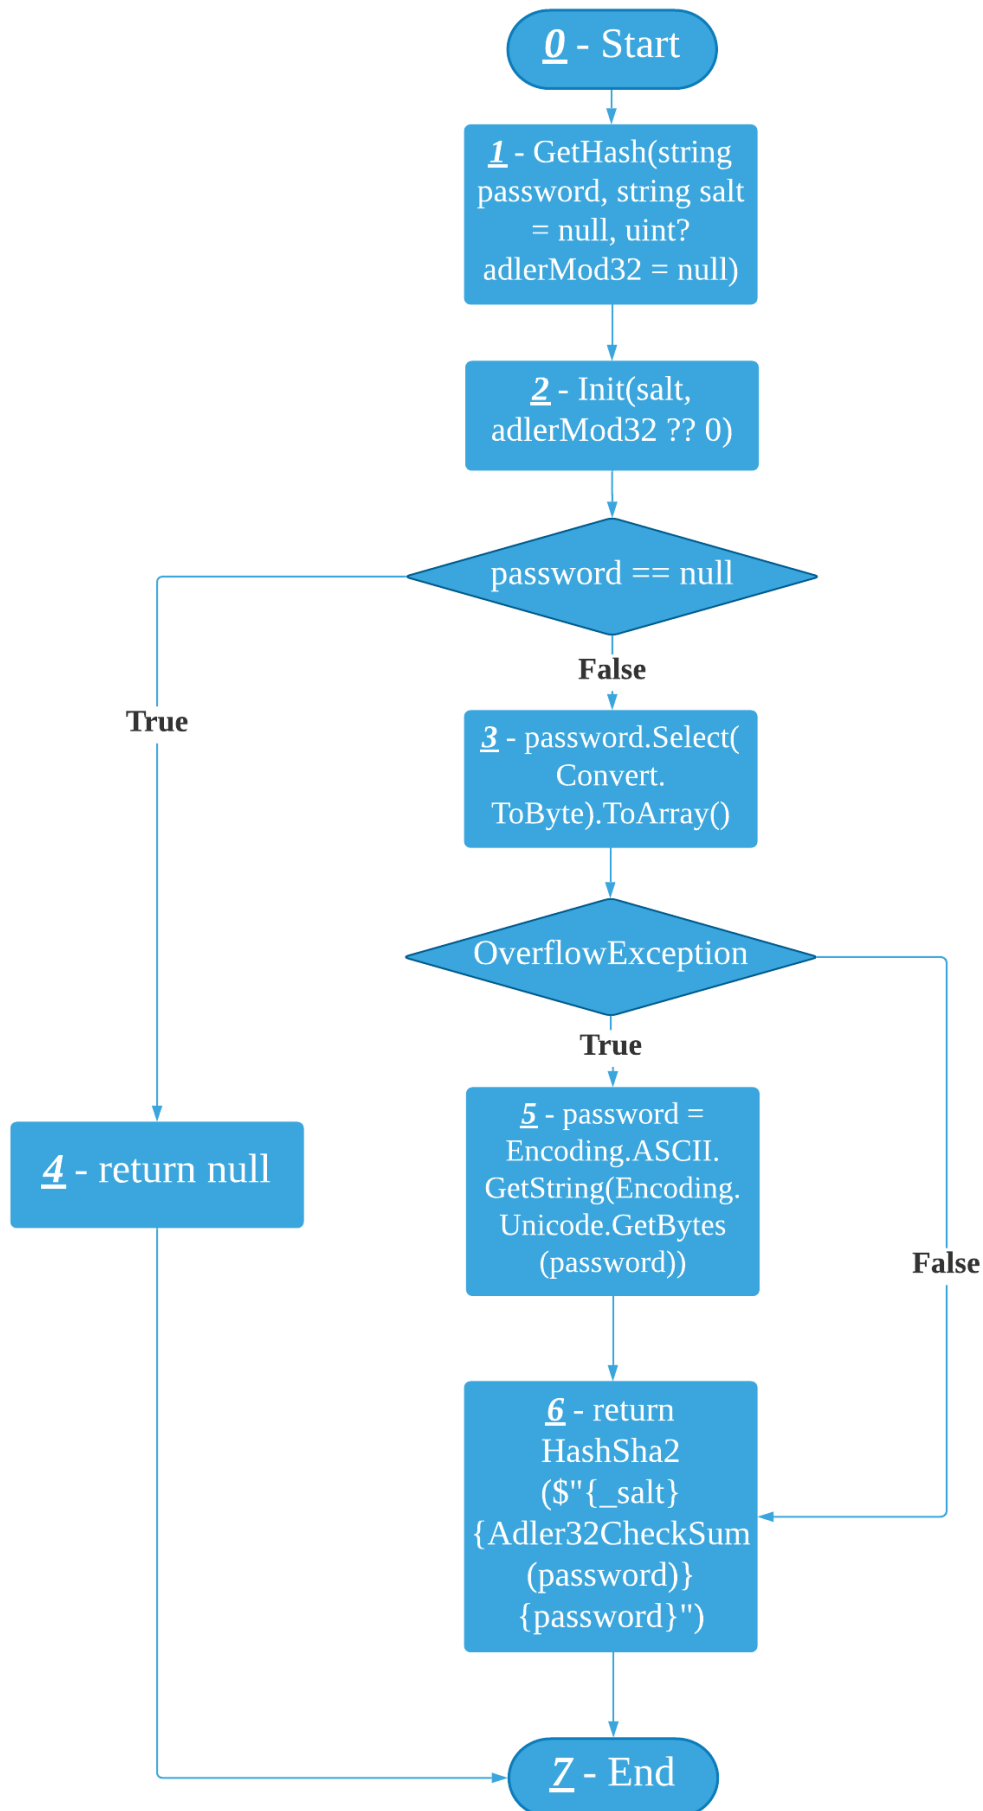 0 - Start
1 - GetHash(string
password, string salt
= null, uint?
adlerMod32 = null)
2 - Init(salt,
adlerMod32 ?? 0)
password == null
False
True
3 - password.Select(
Convert.
ToByte).ToArray()
OverflowException
True
5 - password =
Encoding.ASCII.
GetString(Encoding.
Unicode.GetBytes
(password))
4 - return null
False
6 - return
HashSha2
($"{_salt}
{Adler32CheckSum
(password)}
{password}")
7 - End